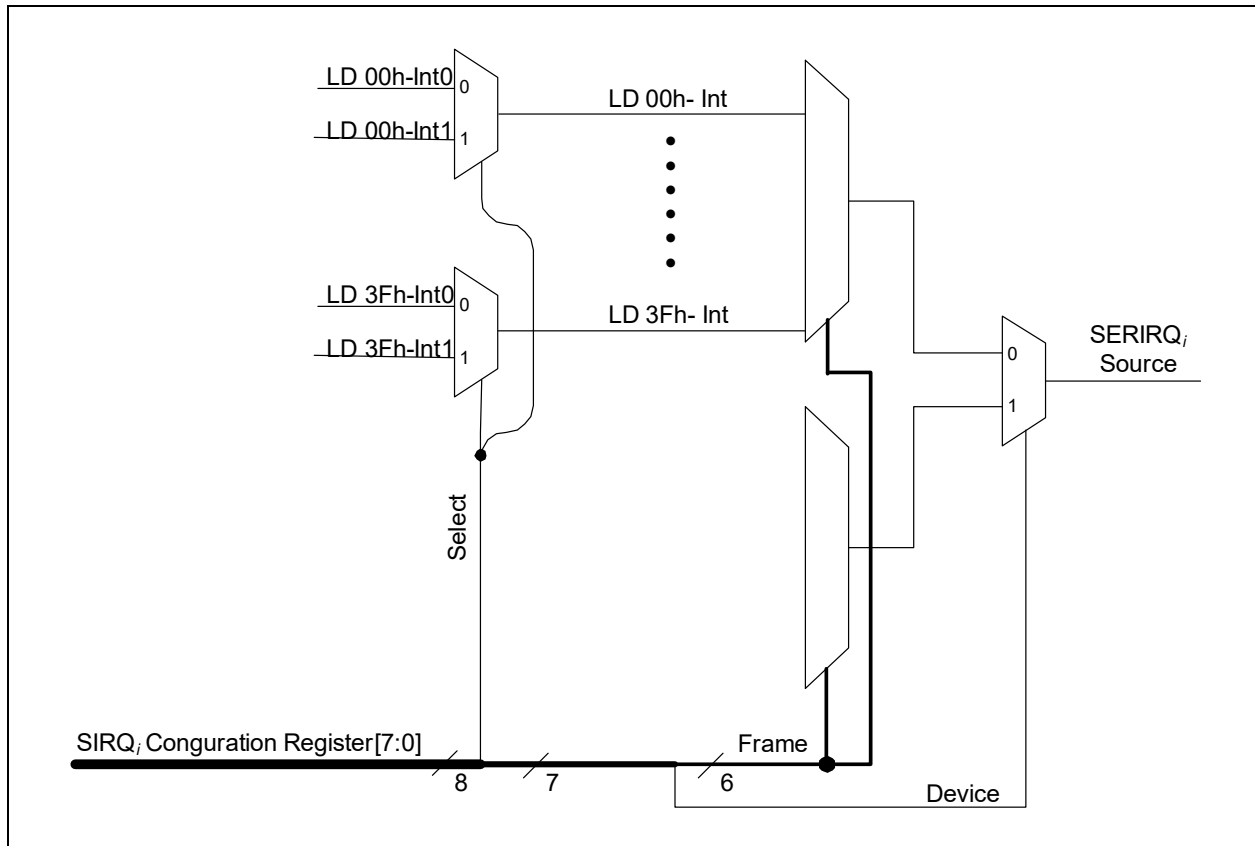 LD 00h-Int0
0
LD 00h-Int1
1
LD 00h- Int
LD 3Fh-Int0
0
LD 3Fh-Int1
1
LD 3Fh- Int
0
1
SERIRQi
Source
Select
SIRQi Conguration Register[7:0]
8
7
6
Frame
Device